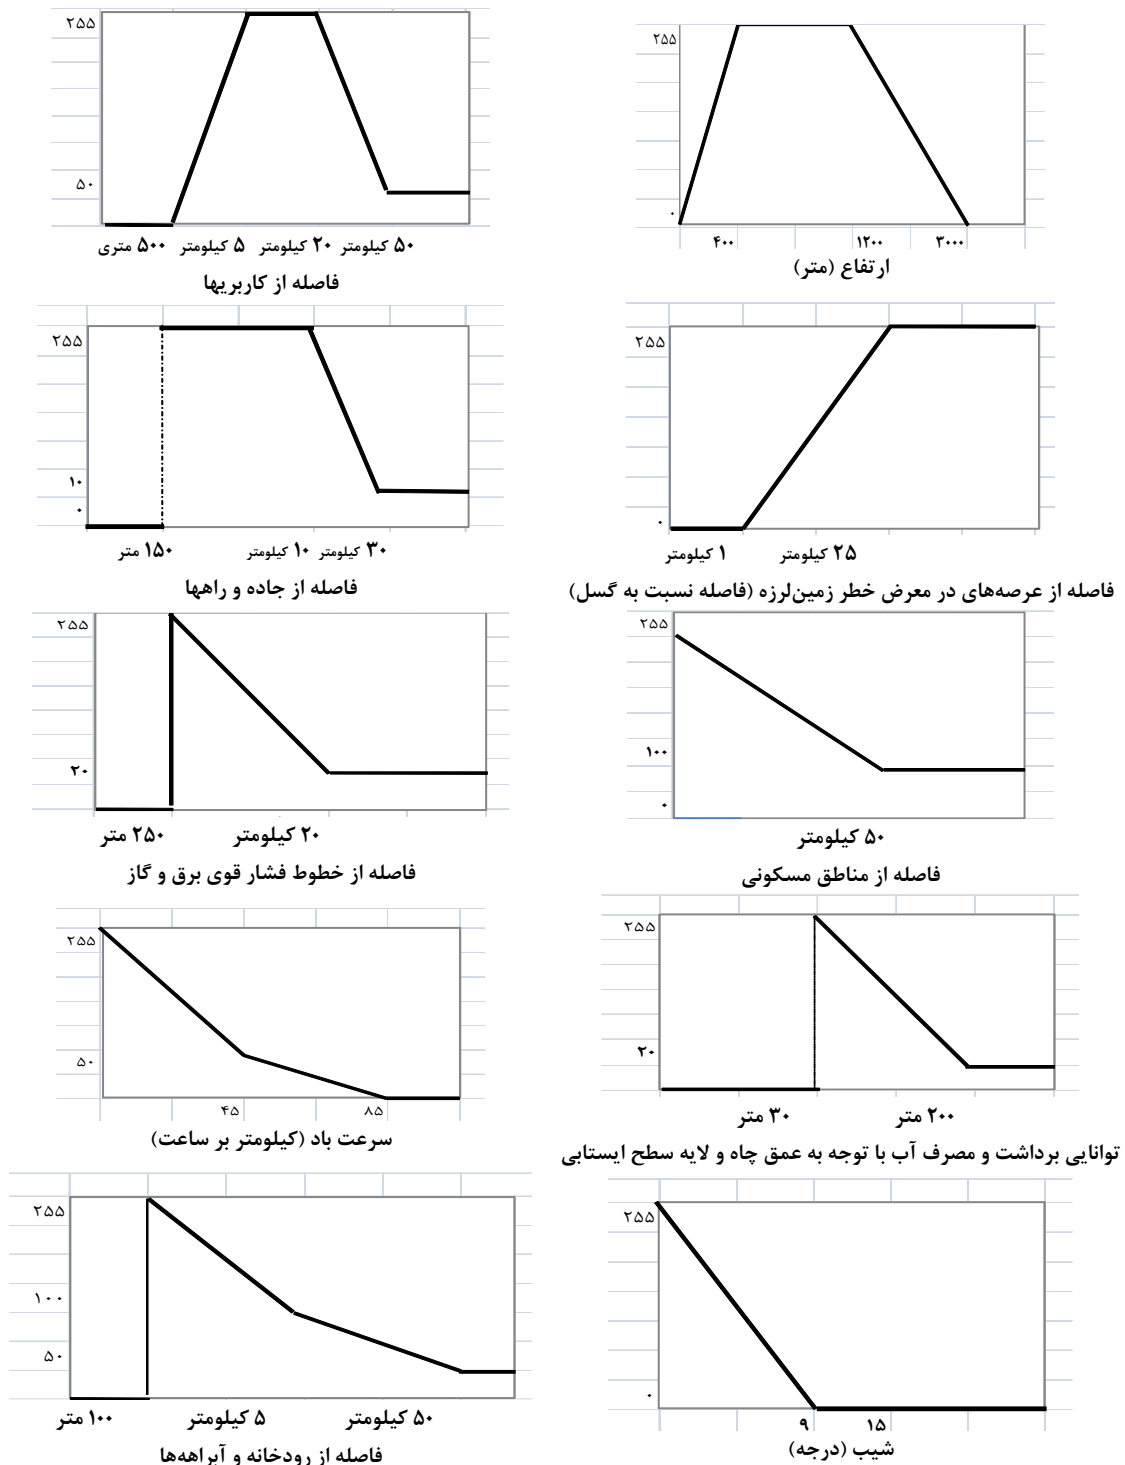 ۲۵۵
۰
۴۰۰ ۱۲۰۰ ۳۰۰۰
ارتفاع (متر)
۲۵۵
۵۰
۵۰۰ متری ۵ کیلومتر ۲۰ کیلومتر ۵۰ کیلومتر
فاصله از کاربریها
۲۵۵
۰
۱ کیلومتر ۲۵ کیلومتر
فاصله از عرصه‌های در معرض خطر زمین‌لرزه (فاصله نسبت به گسل)
۲۵۵
۱۰
۰
۱۵۰ متر ۱۰ کیلومتر ۳۰ کیلومتر
فاصله از جاده و راهها
۲۵۵
۱۰۰
۰
۵۰ کیلومتر
فاصله از مناطق مسکونی
۲۵۵
۲۰
۲۵۰ متر ۲۰ کیلومتر
فاصله از خطوط فشار قوی برق و گاز
۲۵۵
۲۰
۳۰ متر ۲۰۰ متر
توانایی برداشت و مصرف آب با توجه به عمق چاه و لایه سطح ایستابی
۲۵۵
۵۰
۴۵ ۸۵
سرعت باد (کیلومتر بر ساعت)
۲۵۵
۰
۹ ۱۵
شیب (درجه)
۲۵۵
۱۰۰
۵۰
۱۰۰ متر ۵ کیلومتر ۵۰ کیلومتر
فاصله از رودخانه و آبراهه‌ها